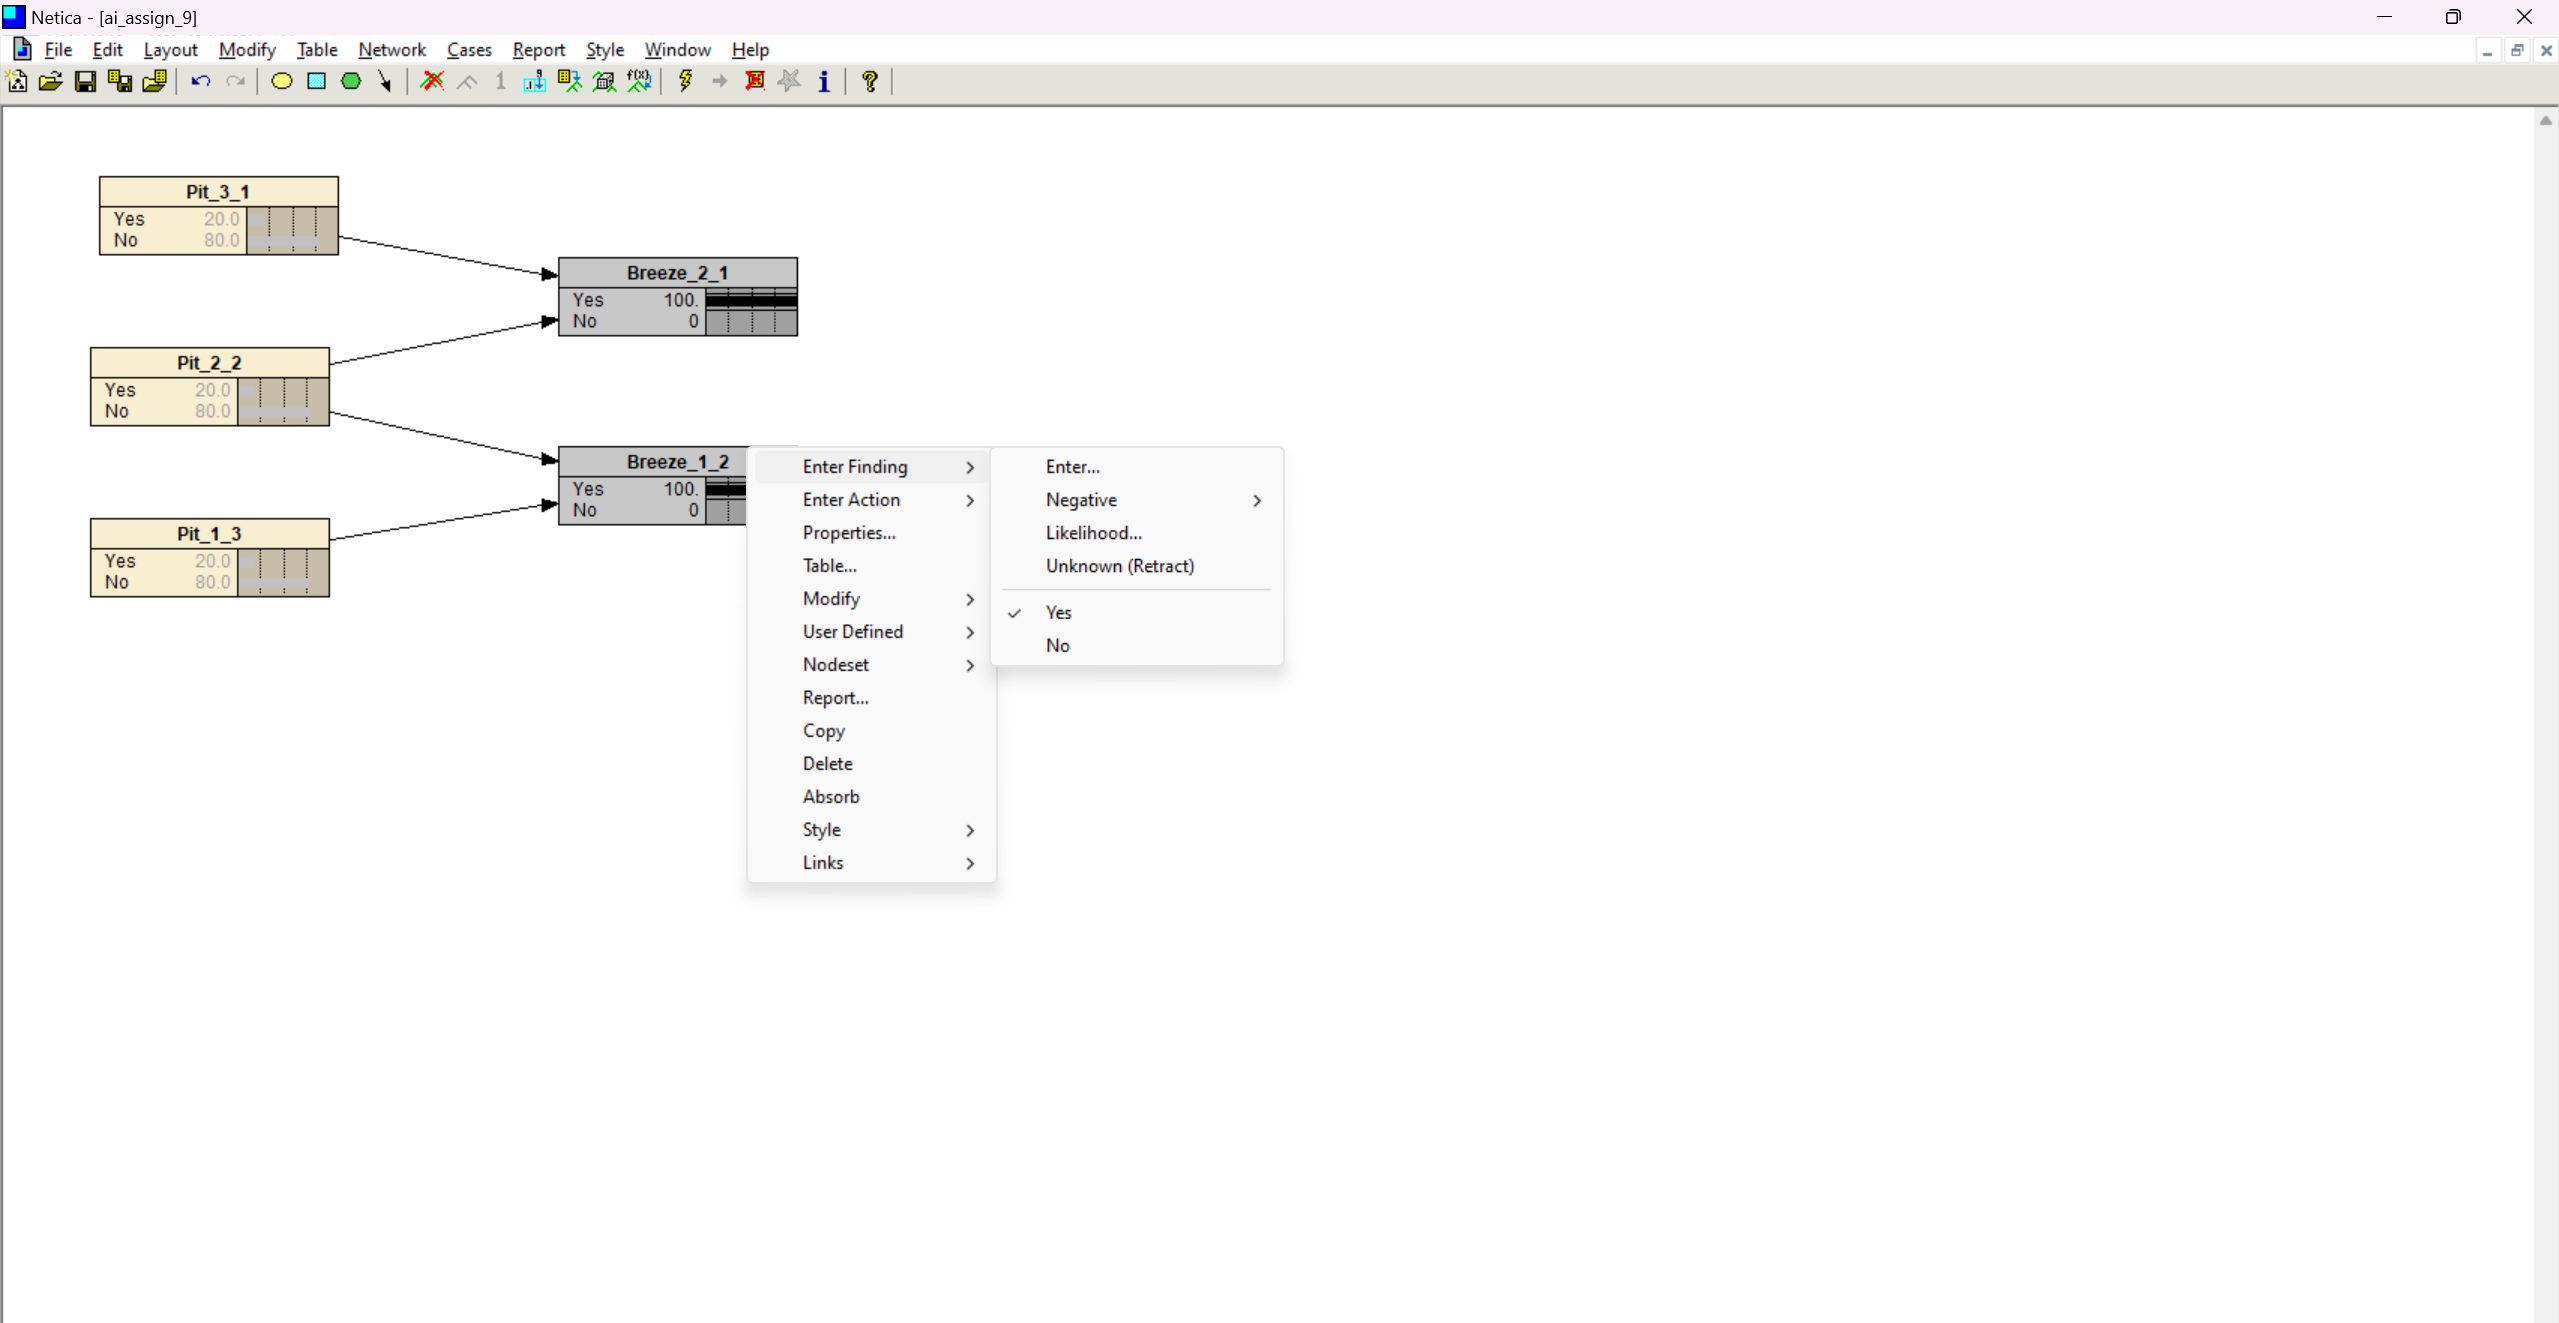 Netica - [ai_assign_9]
File Edit Layout Modify Table Network Cases Report Style Window Help
1 f(x) i ?
Pit_3_1
Yes 20.0
No 80.0
Breeze_2_1
Yes 100.
No 0
Pit_2_2
Yes 20.0
No 80.0
Breeze_1_2
Yes 100.
No 0
Pit_1_3
Yes 20.0
No 80.0
Enter Finding
Enter Action
Properties...
Table...
Modify
User Defined
Nodeset
Report...
Copy
Delete
Absorb
Style
Links
Enter...
Negative
Likelihood...
Unknown (Retract)
Yes
No